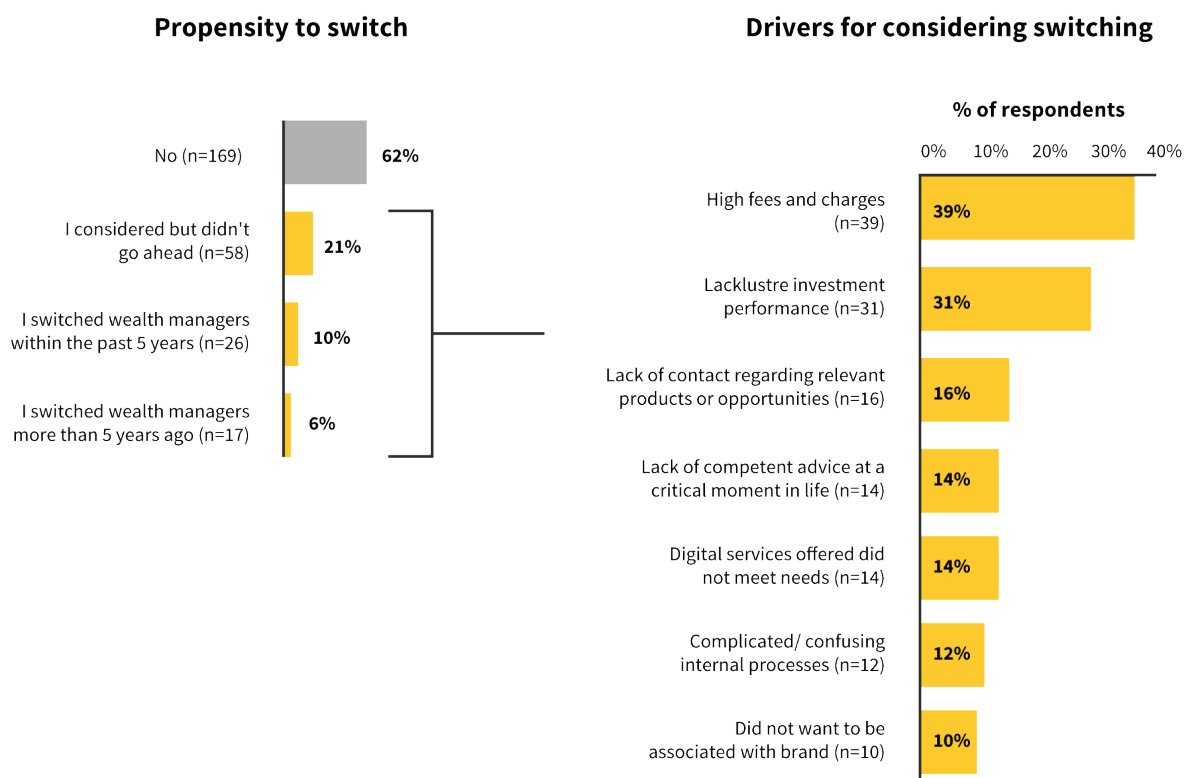 Propensity to switch
No (n=169)
62%
I considered but didn't
go ahead (n=58)
21%
I switched wealth managers
within the past 5 years (n=26)
10%
I switched wealth managers
more than 5 years ago (n=17)
6%
Drivers for considering switching
% of respondents
0% 10% 20% 30% 40%
High fees and charges
(n=39)
39%
Lacklustre investment
performance (n=31)
31%
Lack of contact regarding relevant
products or opportunities (n=16)
16%
Lack of competent advice at a
critical moment in life (n=14)
14%
Digital services offered did
not meet needs (n=14)
14%
Complicated/ confusing
internal processes (n=12)
12%
Did not want to be
associated with brand (n=10)
10%